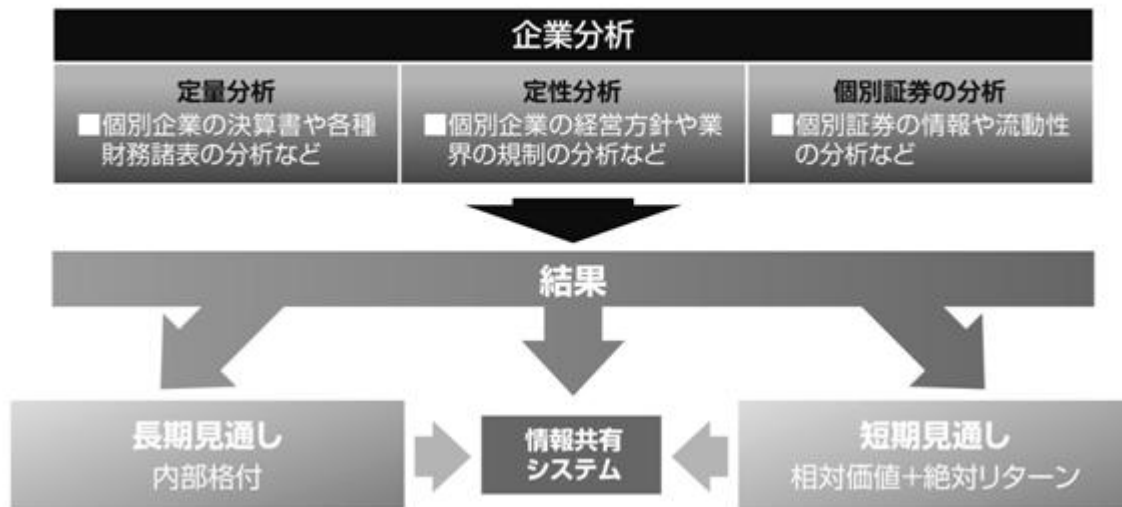 企業分析
定量分析
■個別企業の決算書や各種
財務諸表の分析など
定性分析
■個別企業の経営方針や業
界の規制の分析など
個別証券の分析
■個別証券の情報や流動性
の分析など
結果
長期見通し
内部格付
情報共有
システム
短期見通し
相対価値+絶対リターン